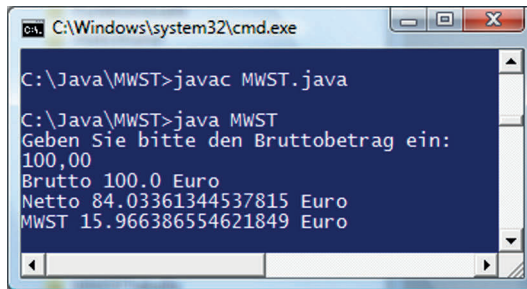 C:\Windows\system32\cmd.exe
C:\Java\MWST>javac MWST.java
C:\Java\MWST>java MWST
Geben Sie bitte den Bruttobetrag ein:
100,00
Brutto 100.0 Euro
Netto 84.03361344537815 Euro
MWST 15.966386554621849 Euro